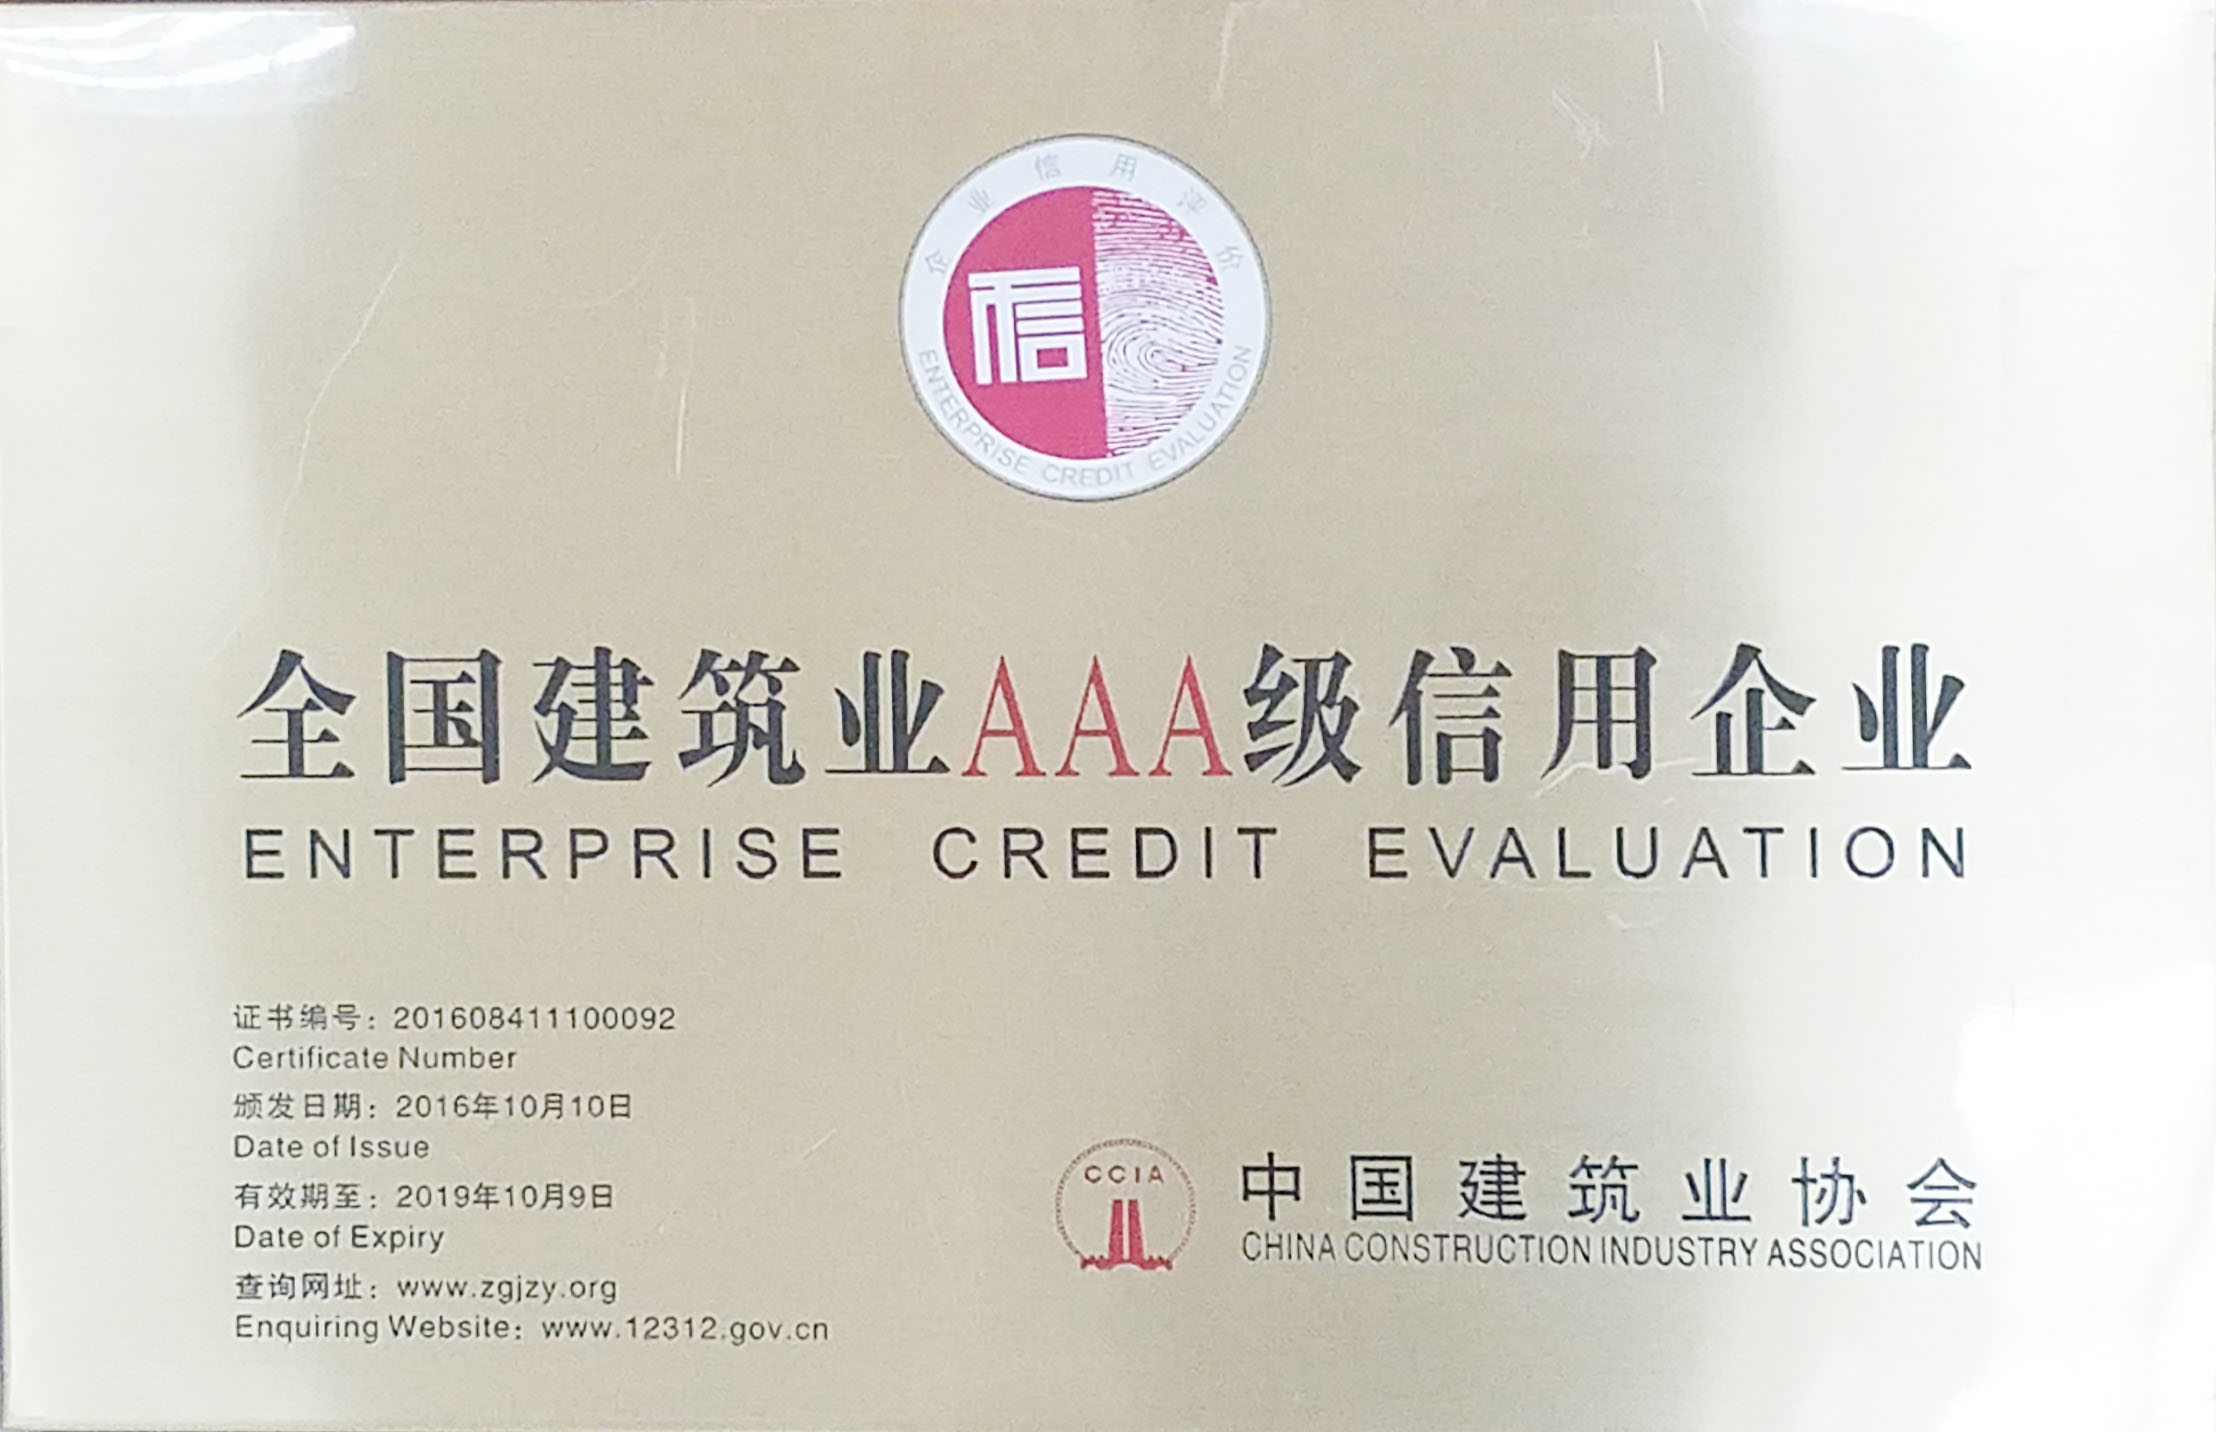 企业信用评价
信
ENTERPRISE CREDIT EVALUATION
全国建筑业AAA级信用企业
ENTERPRISE CREDIT EVALUATION
证书编号：201608411100092
Certificate Number
颁发日期：2016年10月10日
Date of Issue
有效期至：2019年10月9日
Date of Expiry
查询网址：www.zgjzy.org
Enquiring Website：www.12312.gov.cn
CCIA
中国建筑业协会
CHINA CONSTRUCTION INDUSTRY ASSOCIATION